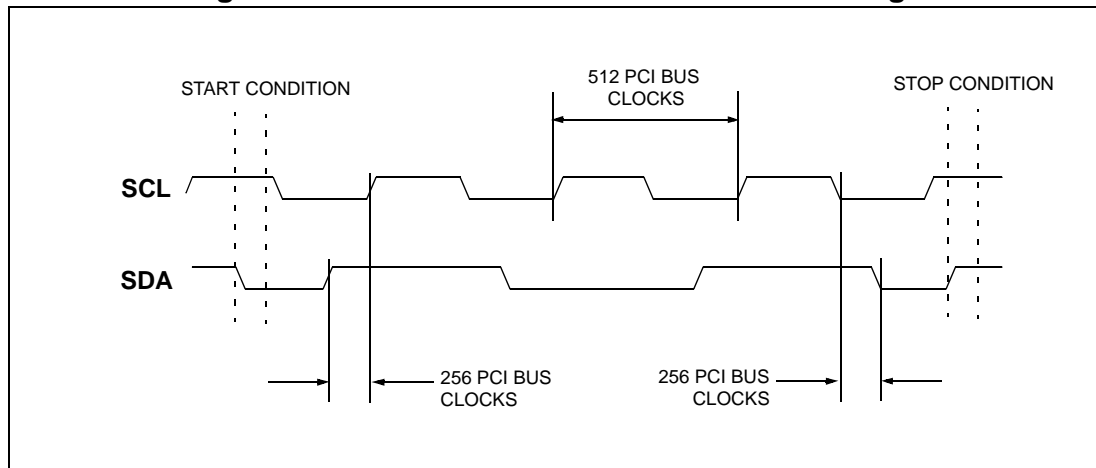 START CONDITION
512 PCI BUS
CLOCKS
STOP CONDITION
SCL
SDA
256 PCI BUS
CLOCKS
256 PCI BUS
CLOCKS